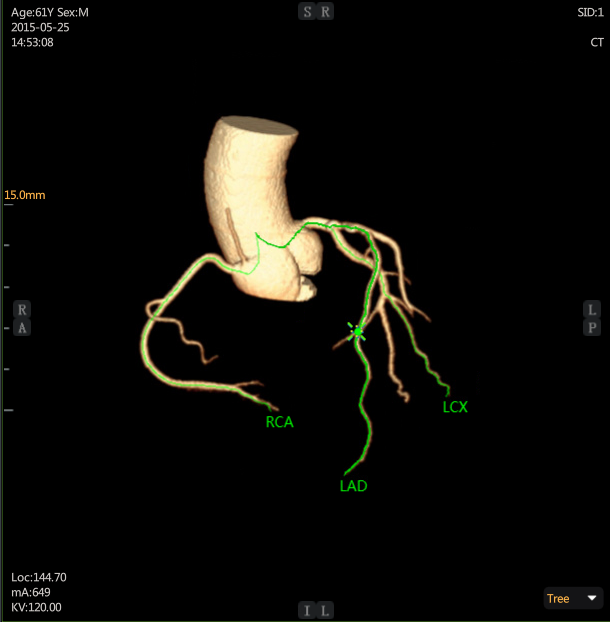 Age:61Y Sex:M
2015-05-25
14:53:08
S R
SID:1
CT
15.0mm
R
A
L
P
RCA
LCX
LAD
Loc:144.70
mA:649
KV:120.00
I L
Tree